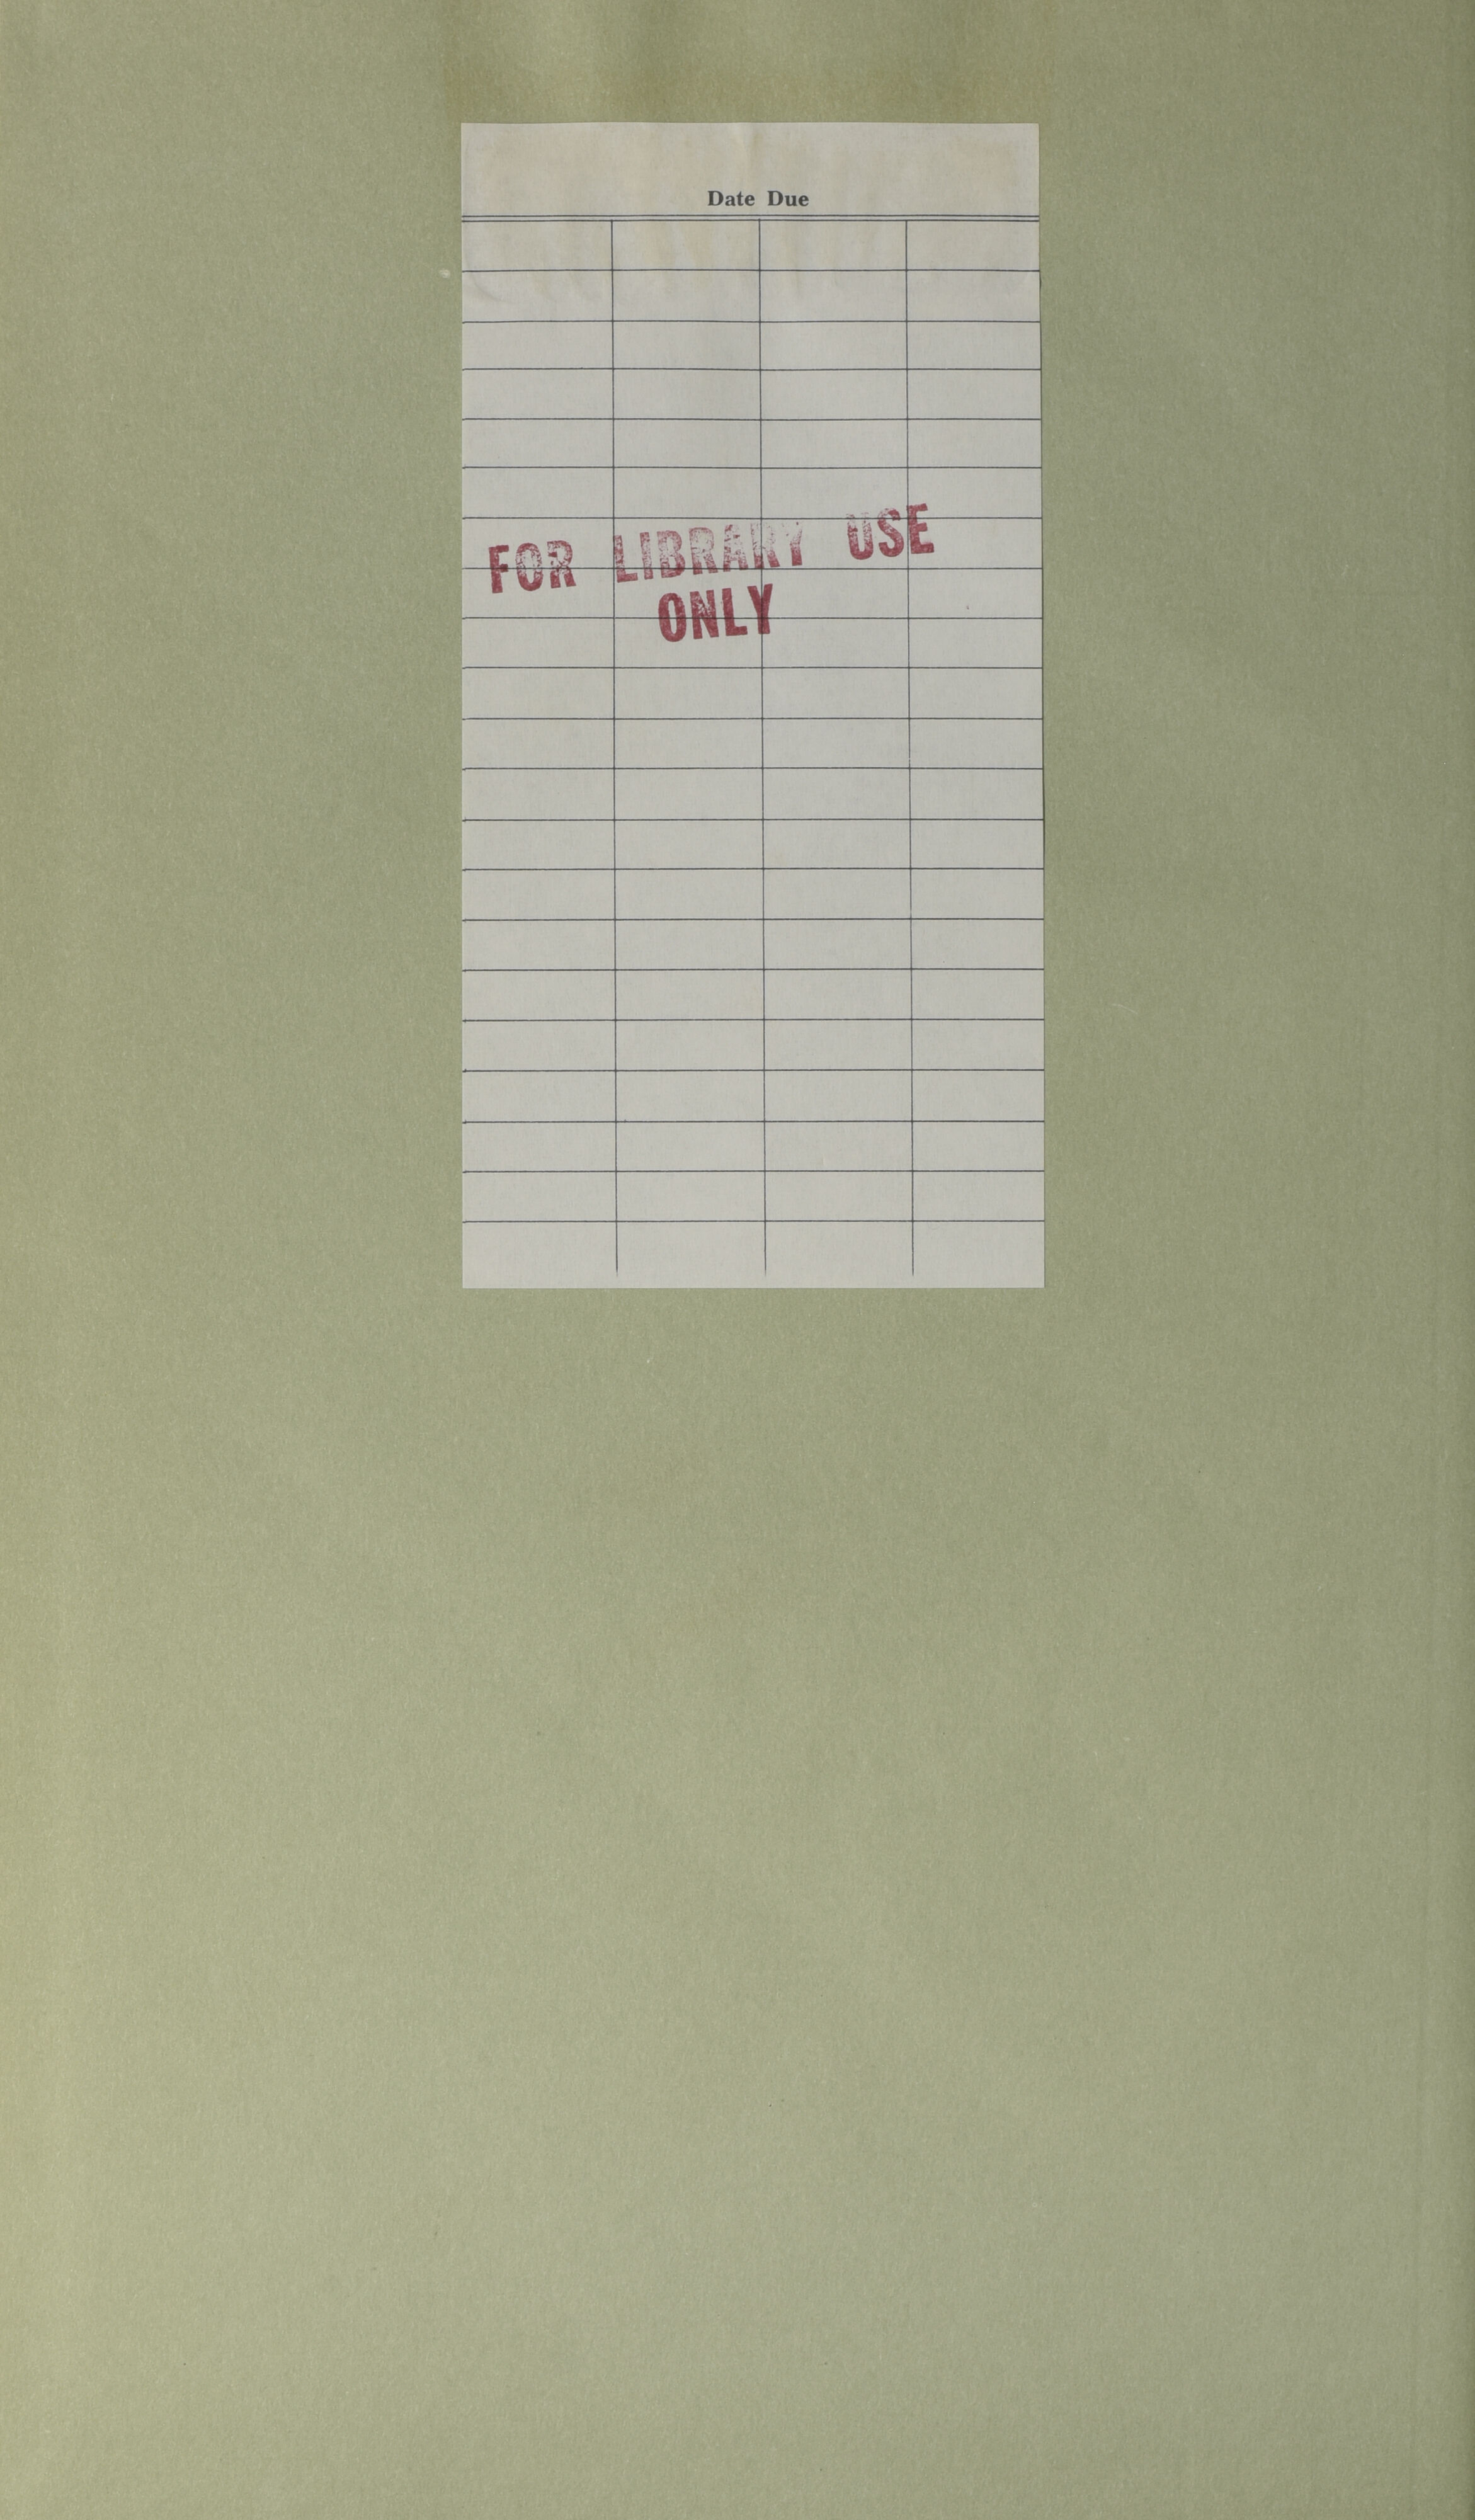 Date Due
FOR LIBRARY USE
ONLY